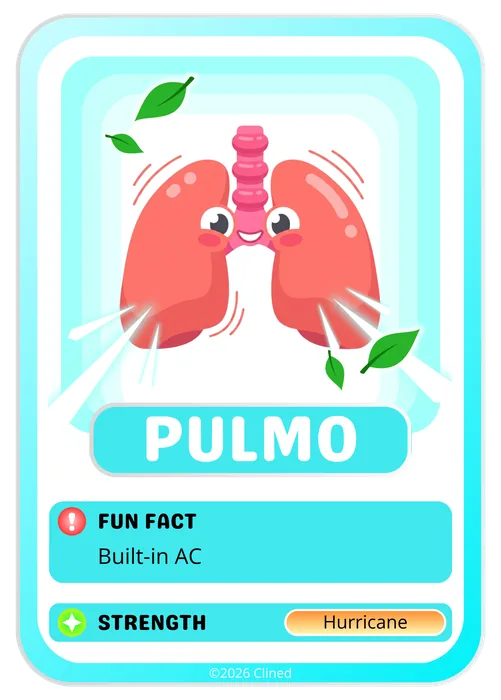 PULMO
FUN FACT
Built-in AC
STRENGTH
Hurricane
©2026 Clined